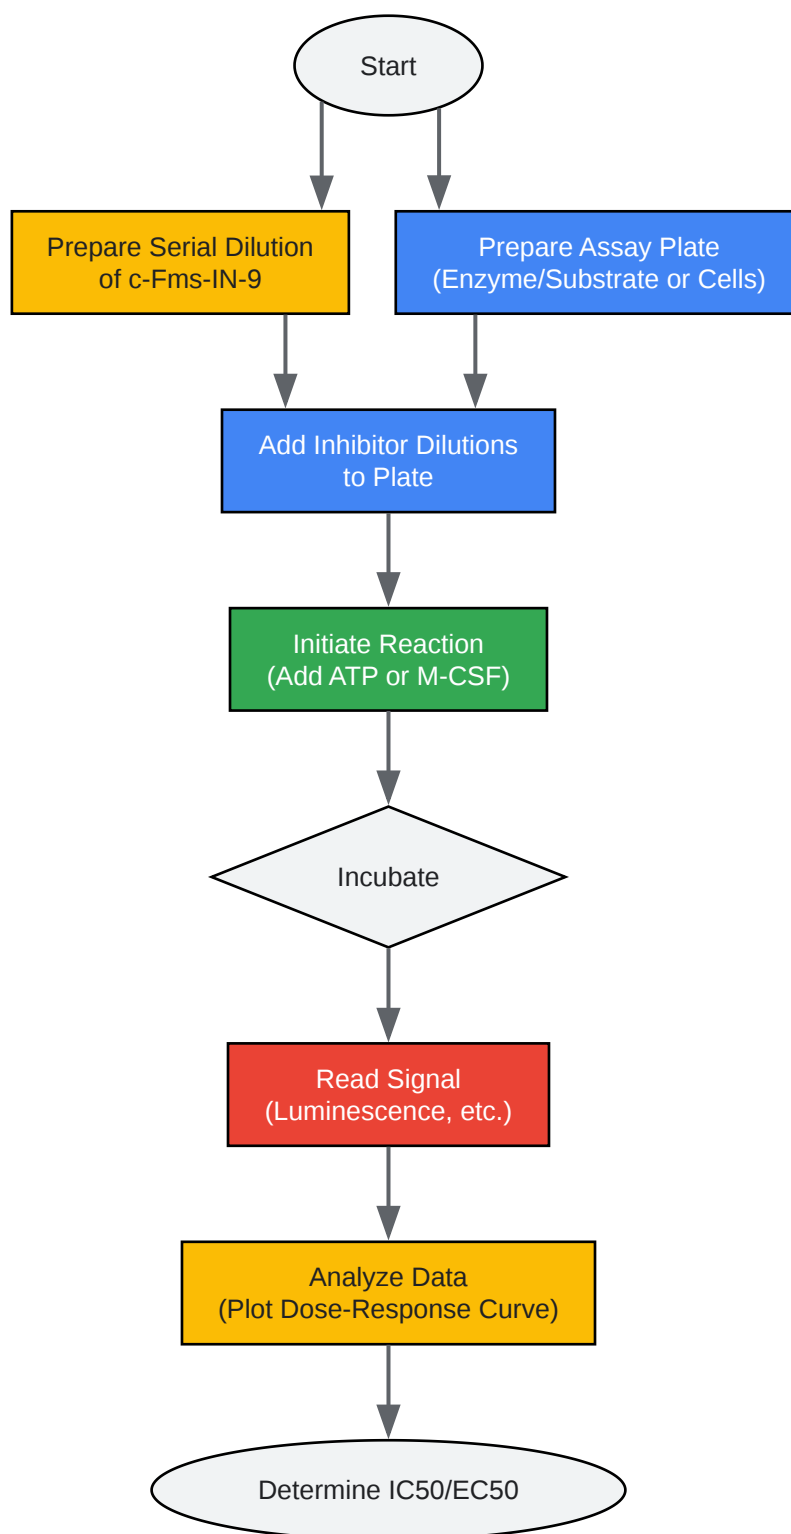 Start
Prepare Serial Dilution
of c-Fms-IN-9
Prepare Assay Plate
(Enzyme/Substrate or Cells)
Add Inhibitor Dilutions
to Plate
Initiate Reaction
(Add ATP or M-CSF)
Incubate
Read Signal
(Luminescence, etc.)
Analyze Data
(Plot Dose-Response Curve)
Determine IC50/EC50